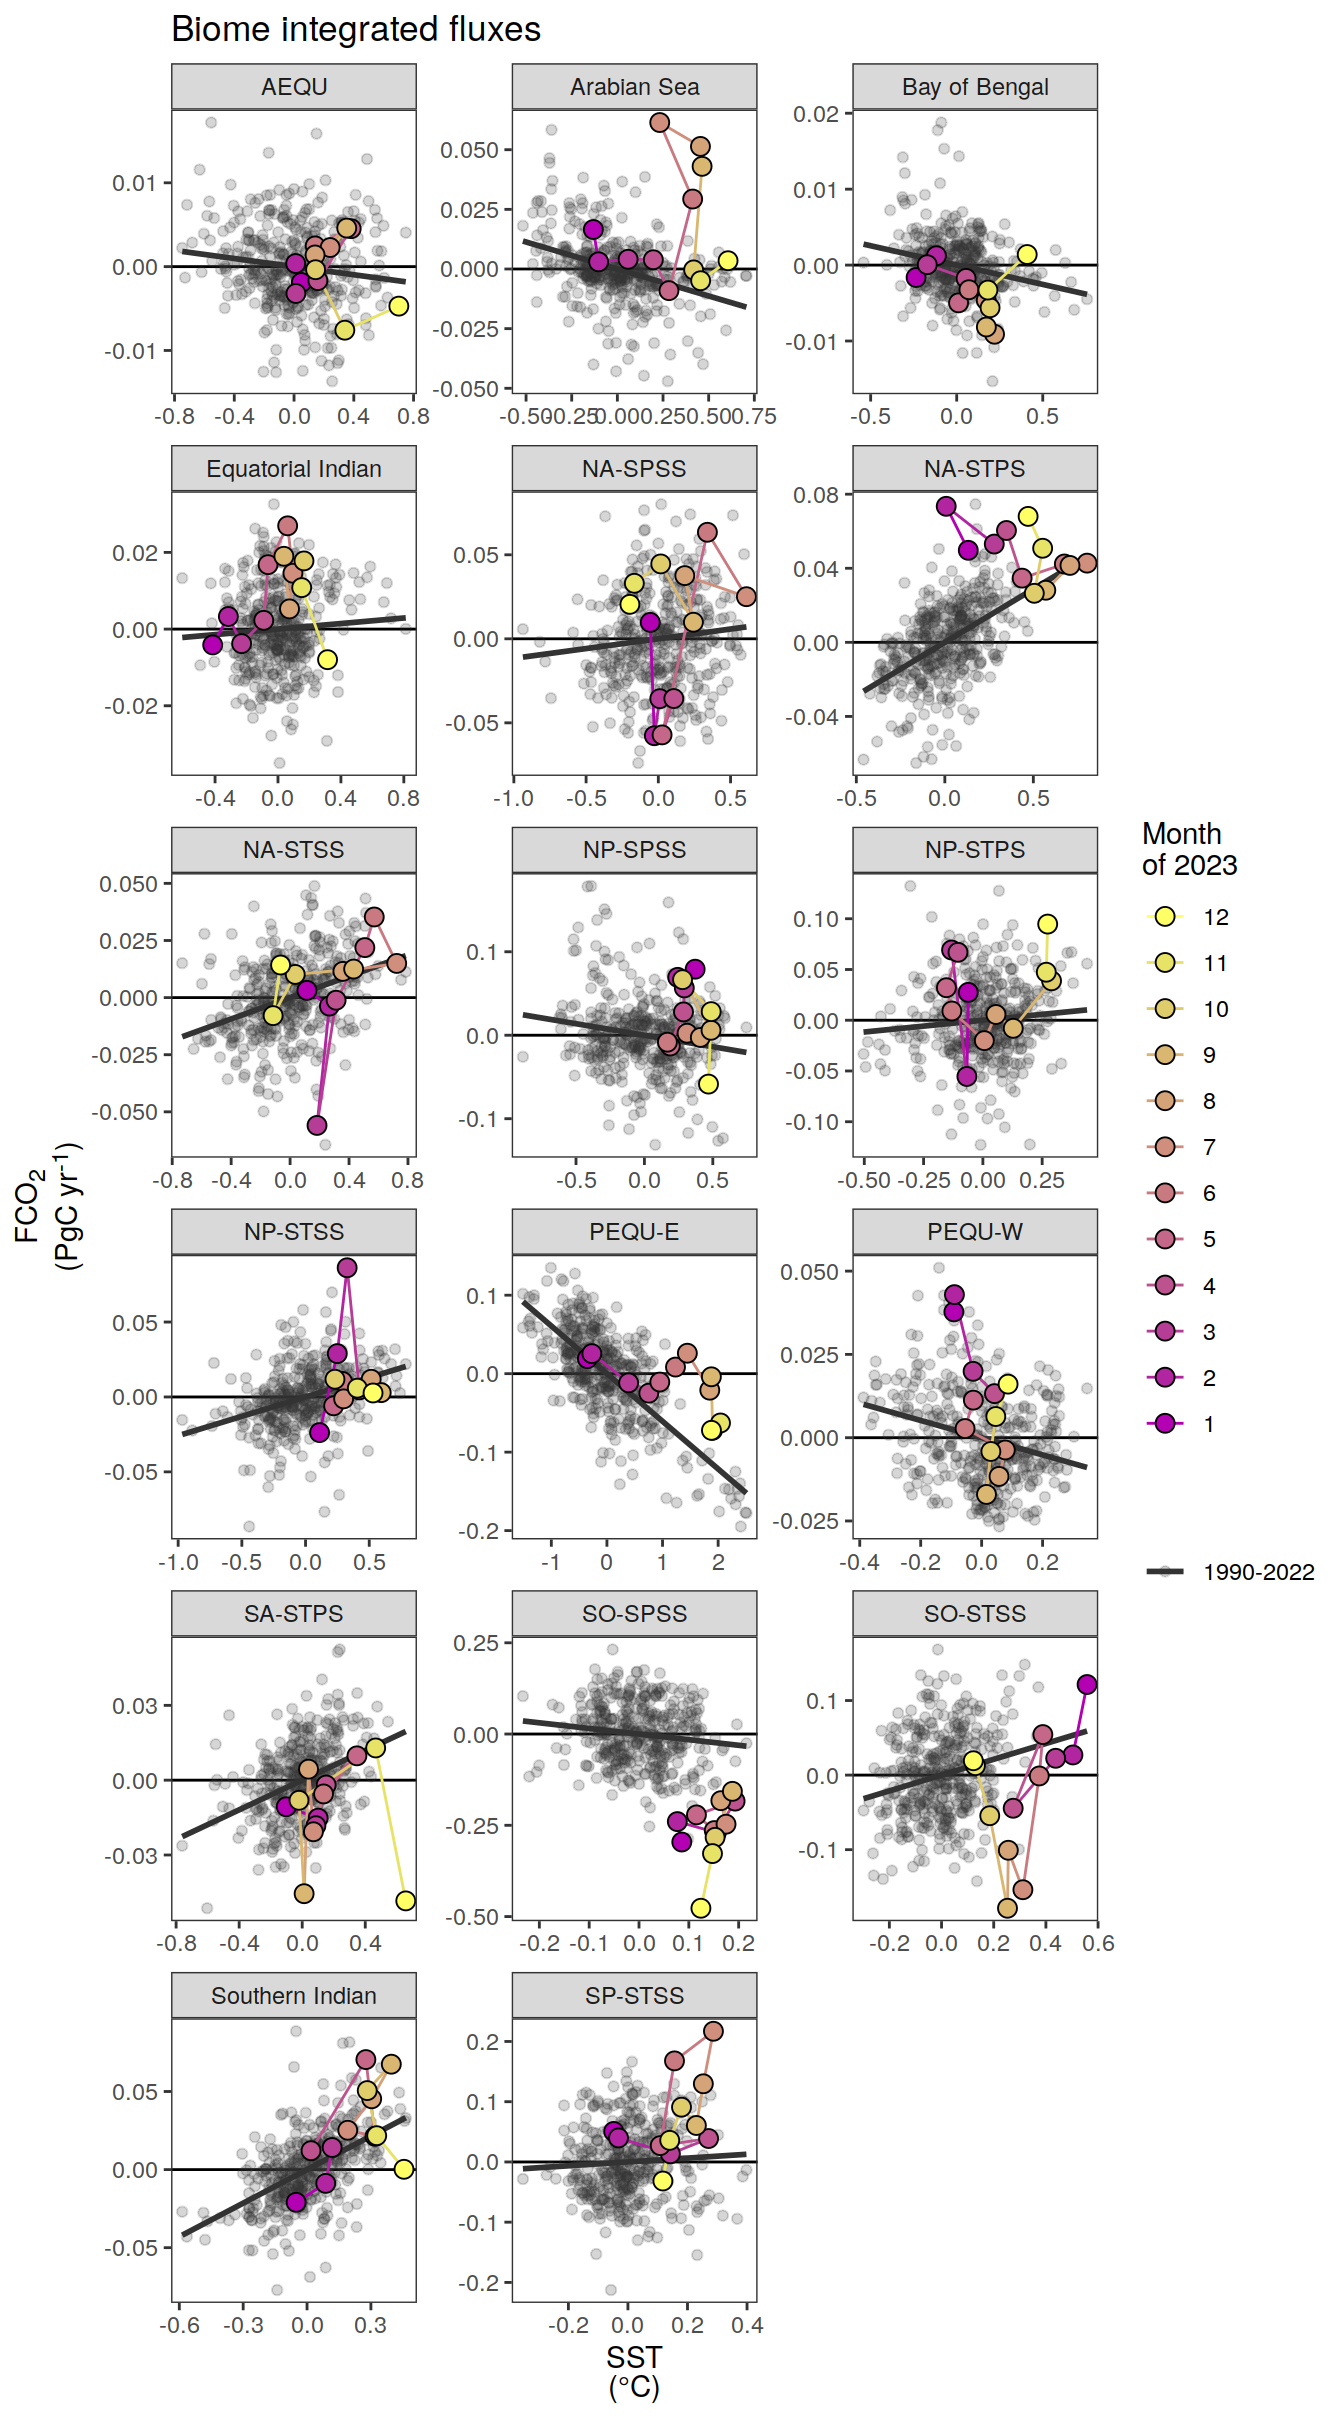 Biome integrated fluxes
AEQU
Arabian Sea
Bay of Bengal
0.01
0.00
-0.01
0.050
0.025
0.000
-0.025
-0.050
0.02
0.01
0.00
-0.01
-0.8 -0.4 0.0 0.4 0.8
-0.50 -0.25 0.00 0.25 0.50 0.75
-0.5 0.0 0.5
Equatorial Indian
NA-SPSS
NA-STPS
0.02
0.00
-0.02
0.05
0.00
-0.05
0.08
0.04
0.00
-0.04
-0.4 0.0 0.4 0.8
-1.0 -0.5 0.0 0.5
-0.5 0.0 0.5
NA-STSS
NP-SPSS
NP-STPS
0.050
0.025
0.000
-0.025
-0.050
0.1
0.0
-0.1
0.10
0.05
0.00
-0.05
-0.10
-0.8 -0.4 0.0 0.4 0.8
-0.5 0.0 0.5
-0.50 -0.25 0.00 0.25
NP-STSS
PEQU-E
PEQU-W
0.05
0.00
-0.05
0.1
0.0
-0.1
-0.2
0.050
0.025
0.000
-0.025
-1.0 -0.5 0.0 0.5
-1 0 1 2
-0.4 -0.2 0.0 0.2
SA-STPS
SO-SPSS
SO-STSS
0.03
0.00
-0.03
0.25
0.00
-0.25
-0.50
0.1
0.0
-0.1
-0.8 -0.4 0.0 0.4
-0.2 -0.1 0.0 0.1 0.2
-0.2 0.0 0.2 0.4 0.6
Southern Indian
SP-STSS
0.05
0.00
-0.05
0.2
0.1
0.0
-0.1
-0.2
-0.6 -0.3 0.0 0.3
-0.2 0.0 0.2 0.4
SST
(°C)
FCO₂
(PgC yr⁻¹)
Month
of 2023
12
11
10
9
8
7
6
5
4
3
2
1
1990-2022